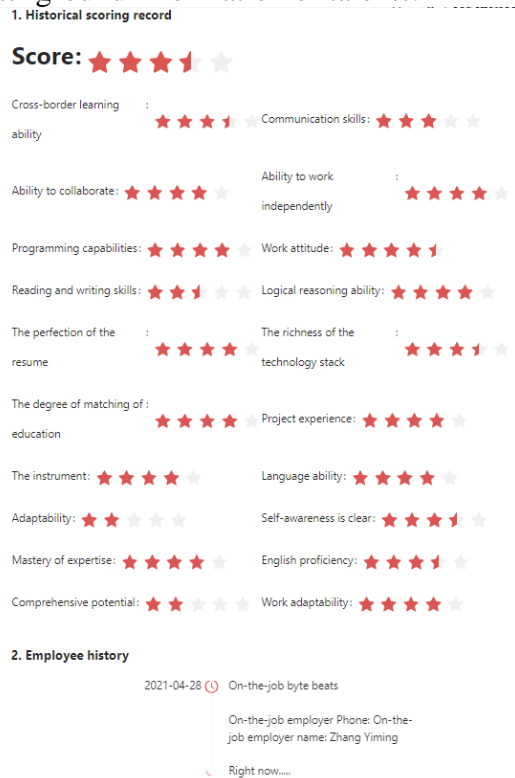 1. Historical scoring record
Score:
Cross-border learning :
ability
Communication skills:
Ability to collaborate:
Ability to work :
independently
Programming capabilities:
Work attitude:
Reading and writing skills:
Logical reasoning ability:
The perfection of the :
resume
The richness of the :
technology stack
The degree of matching of :
education
Project experience:
The instrument:
Language ability:
Adaptability:
Self-awareness is clear:
Mastery of expertise:
English proficiency:
Comprehensive potential:
Work adaptability:
2. Employee history
2021-04-28 On-the-job byte beats
On-the-job employer Phone: On-the-
job employer name: Zhang Yiming
Right now.....